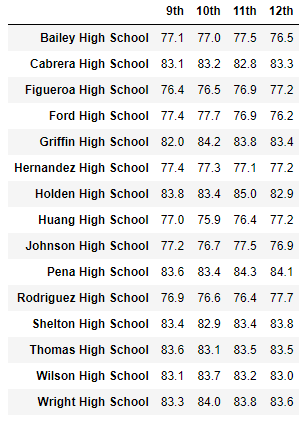 9th 10th 11th 12th
Bailey High School 77.1 77.0 77.5 76.5
Cabrera High School 83.1 83.2 82.8 83.3
Figueroa High School 76.4 76.5 76.9 77.2
Ford High School 77.4 77.7 76.9 76.2
Griffin High School 82.0 84.2 83.8 83.4
Hernandez High School 77.4 77.3 77.1 77.2
Holden High School 83.8 83.4 85.0 82.9
Huang High School 77.0 75.9 76.4 77.2
Johnson High School 77.2 76.7 77.5 76.9
Pena High School 83.6 83.4 84.3 84.1
Rodriguez High School 76.9 76.6 76.4 77.7
Shelton High School 83.4 82.9 83.4 83.8
Thomas High School 83.6 83.1 83.5 83.5
Wilson High School 83.1 83.7 83.2 83.0
Wright High School 83.3 84.0 83.8 83.6